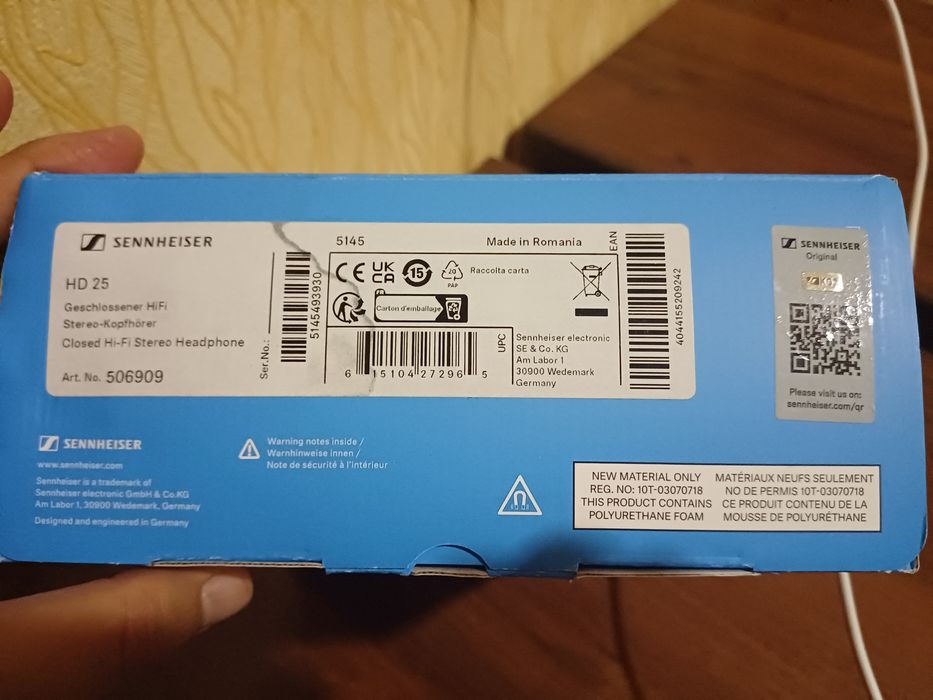 SENNHEISER
HD 25
Geschlossener HiFi
Stereo-Kopfhörer
Closed Hi-Fi Stereo Headphone
Art. No. 506909
Ser.No.:
5145493930
5145
Made in Romania
CE
UK
CA
15
20
PAP
Raccolta carta
Carton d'emballage
6 15104 27296 5
UPC
Sennheiser electronic
SE & Co. KG
Am Labor 1
30900 Wedemark
Germany
EAN
4044155209242
SENNHEISER
Original
Please visit us on:
sennheiser.com/qr
SENNHEISER
www.sennheiser.com
Sennheiser is a trademark of
Sennheiser electronic GmbH & Co.KG
Am Labor 1, 30900 Wedemark, Germany
Designed and engineered in Germany
Warning notes inside /
Warnhinweise innen /
Note de sécurité à l'intérieur
NEW MATERIAL ONLY
REG. NO: 10T-03070718
THIS PRODUCT CONTAINS
POLYURETHANE FOAM
MATÉRIAUX NEUFS SEULEMENT
NO DE PERMIS 10T-03070718
CE PRODUIT CONTENU DE LA
MOUSSE DE POLYURÉTHANE